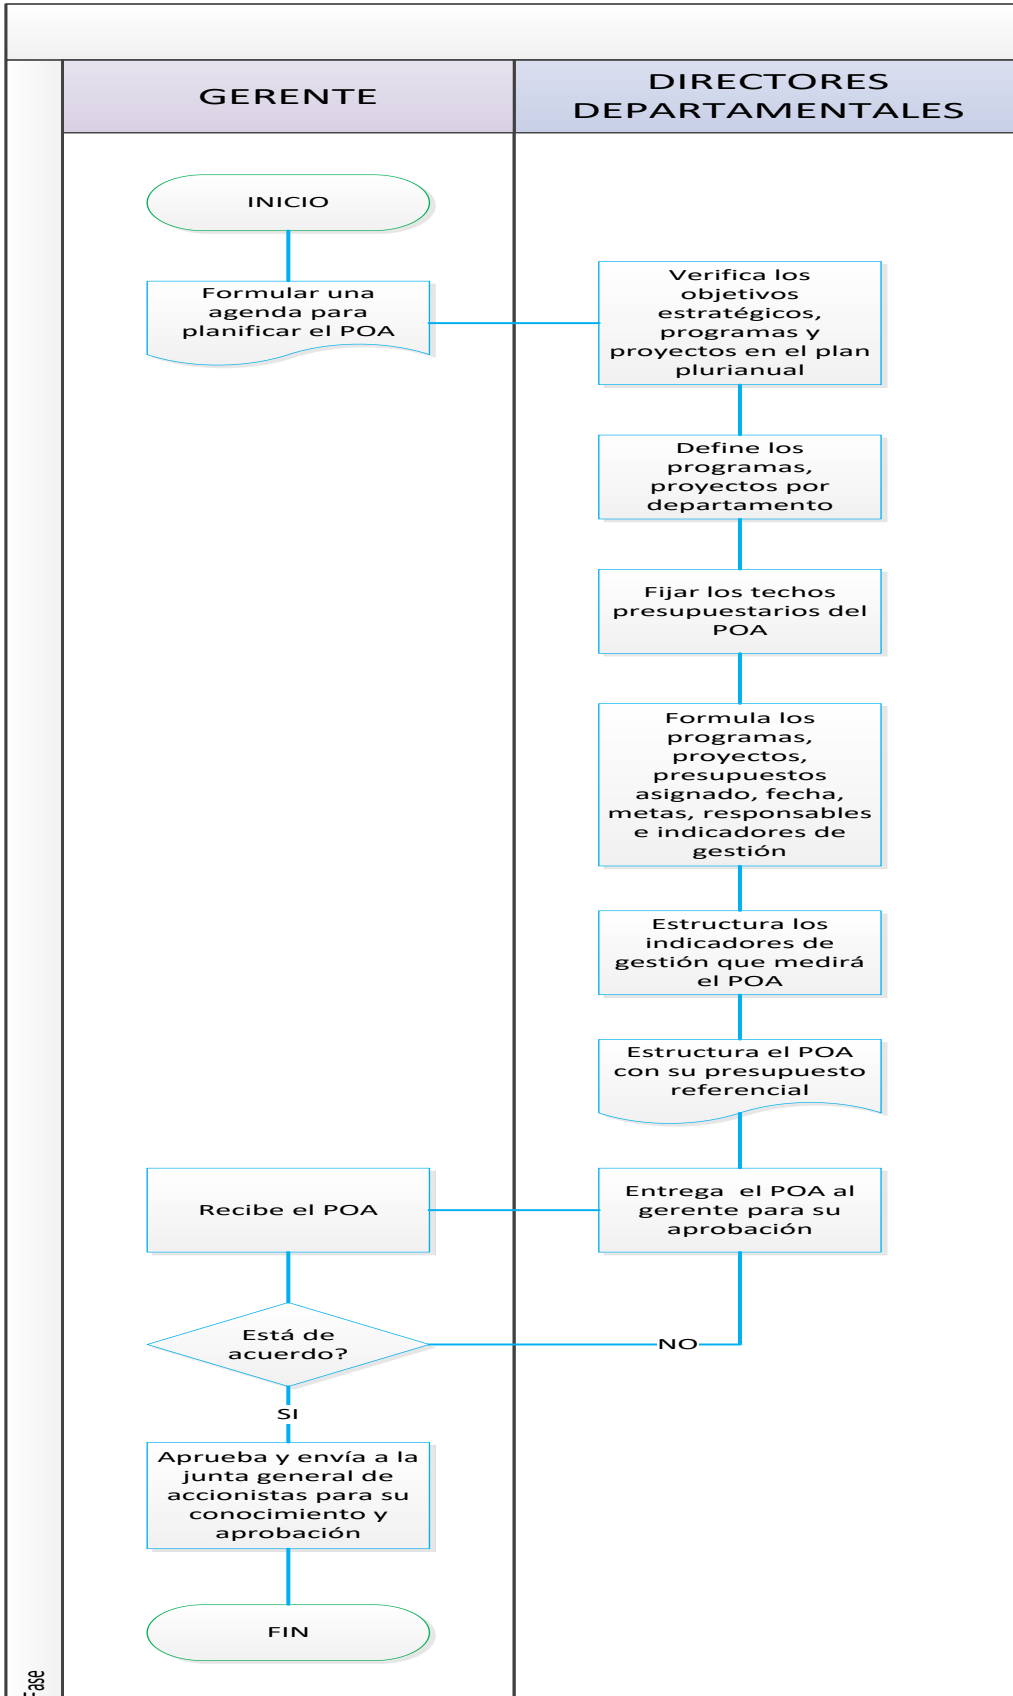 GERENTE
DIRECTORES
DEPARTAMENTALES
INICIO
Formular una
agenda para
planificar el POA
Verifica los
objetivos
estratégicos,
programas y
proyectos en el plan
plurianual
Define los
programas,
proyectos por
departamento
Fijar los techos
presupuestarios del
POA
Formula los
programas,
proyectos,
presupuestos
asignado, fecha,
metas, responsables
e indicadores de
gestión
Estructura los
indicadores de
gestión que medirá
el POA
Estructura el POA
con su presupuesto
referencial
Entrega  el POA al
gerente para su
aprobación
Recibe el POA
Está de
acuerdo?
NO
SI
Aprueba y envía a la
junta general de
accionistas para su
conocimiento y
aprobación
FIN
Fase